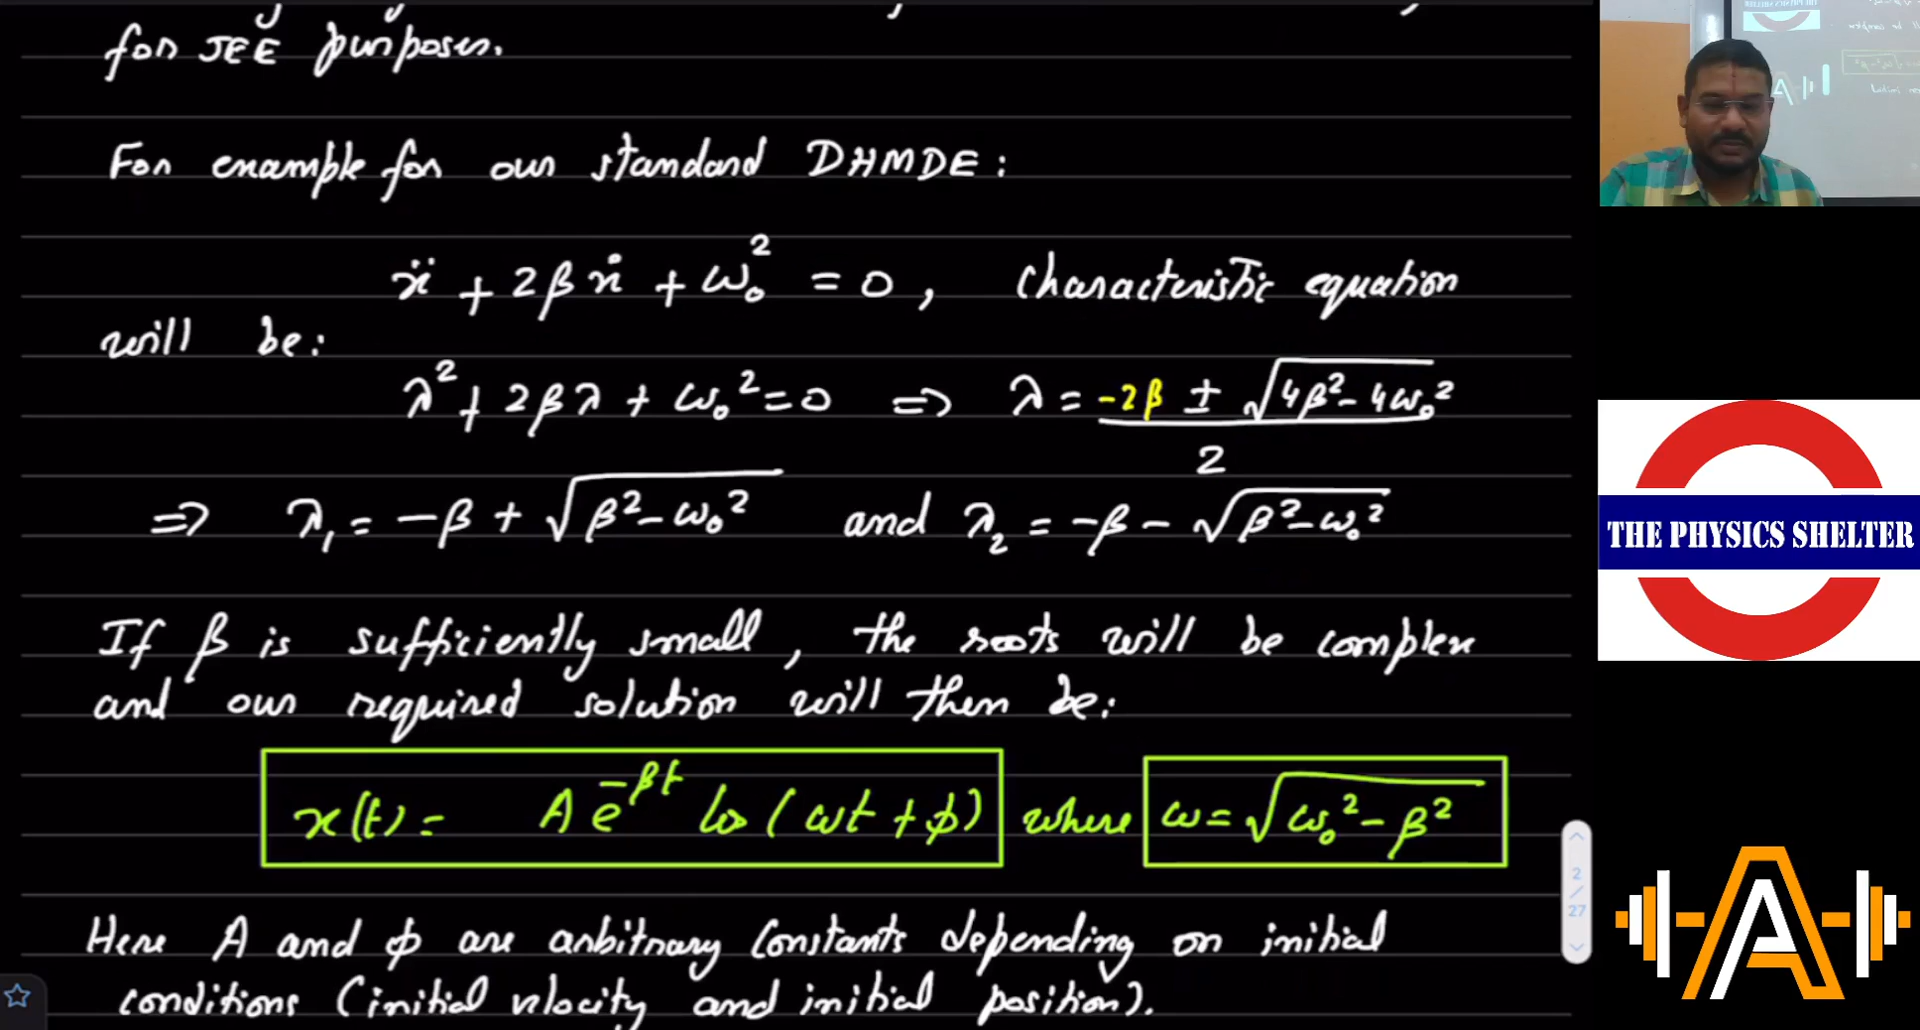 for JEE purposes.
For example for our standard DHMDE:
ẍ + 2βẋ + ω₀² = 0, characteristic equation
will be:
λ² + 2βλ + ω₀² = 0 ⇒ λ = (-2β ± √(4β² - 4ω₀²)) / 2
⇒ λ₁ = -β + √(β² - ω₀²) and λ₂ = -β - √(β² - ω₀²)
If β is sufficiently small, the roots will be complex
and our required solution will then be:
x(t) = A e^(-βt) Cos(ωt + φ) where ω = √(ω₀² - β²)
Here A and φ are arbitrary constants depending on initial
conditions (initial velocity and initial position).
THE PHYSICS SHELTER
2
/
27
A